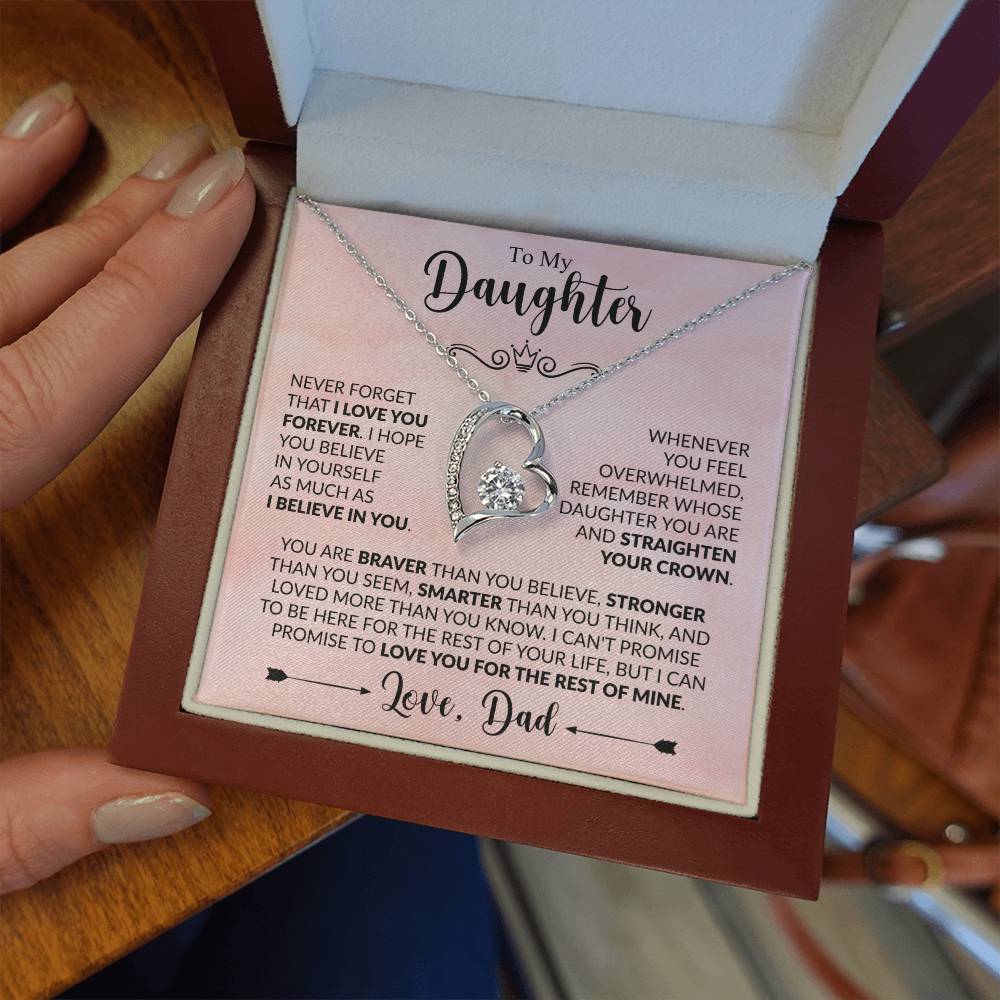 To My
Daughter
NEVER FORGET
THAT I LOVE YOU
FOREVER. I HOPE
YOU BELIEVE
IN YOURSELF
AS MUCH AS
I BELIEVE IN YOU.
WHENEVER
YOU FEEL
OVERWHELMED,
REMEMBER WHOSE
DAUGHTER YOU ARE
AND STRAIGHTEN
YOUR CROWN.
YOU ARE BRAVER THAN YOU BELIEVE, STRONGER
THAN YOU SEEM, SMARTER THAN YOU THINK, AND
LOVED MORE THAN YOU KNOW. I CAN'T PROMISE
TO BE HERE FOR THE REST OF YOUR LIFE, BUT I CAN
PROMISE TO LOVE YOU FOR THE REST OF MINE.
Love, Dad